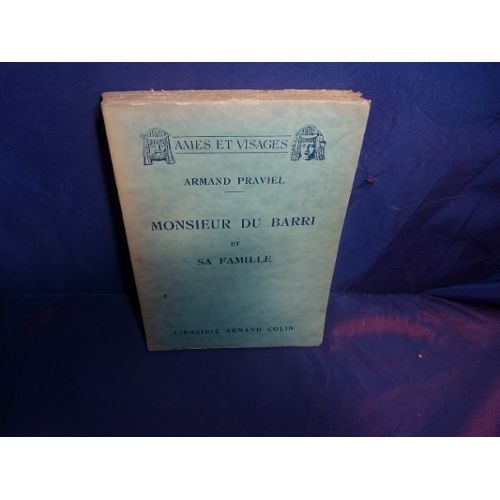 AMES ET VISAGES
ARMAND PRAVIEL
MONSIEUR DU BARRI
ET
SA FAMILLE
LIBRAIRIE ARMAND COLIN